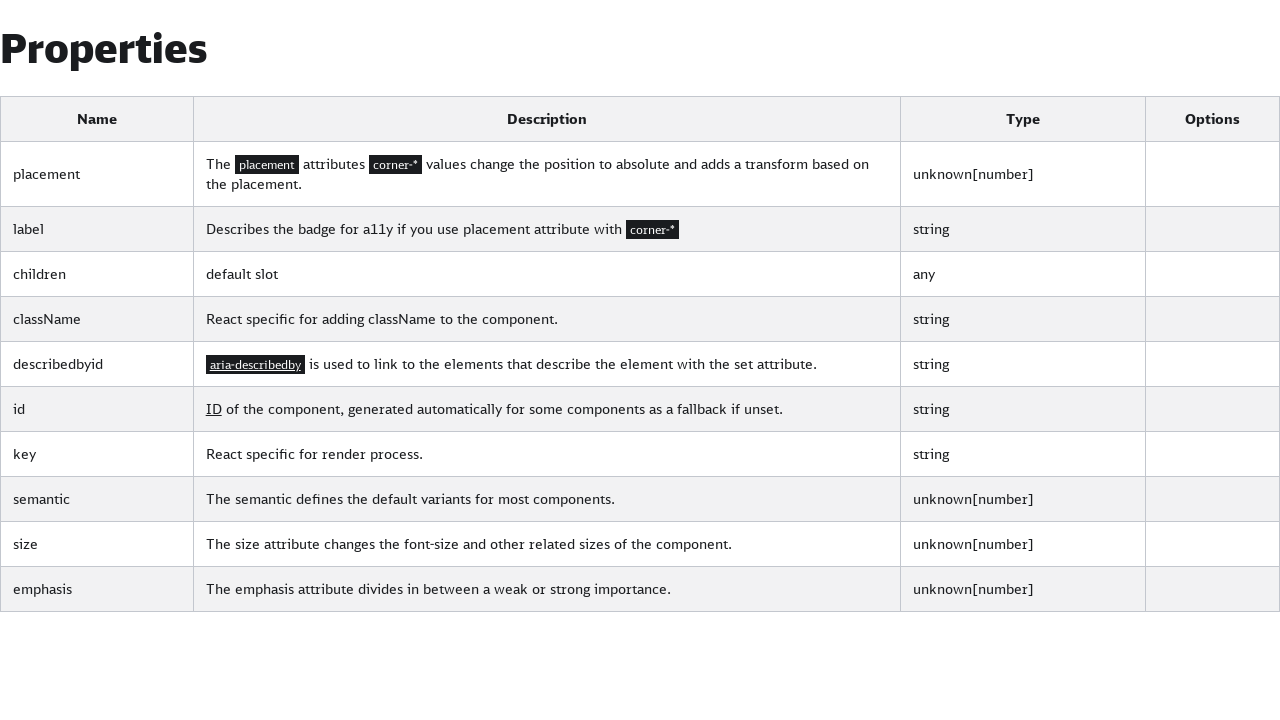 Properties
Name Description Type Options
placement The placement attributes corner-* values change the position to absolute and adds a transform based on the placement. unknown[number]
label Describes the badge for a11y if you use placement attribute with corner-* string
children default slot any
className React specific for adding className to the component. string
describedbyid aria-describedby is used to link to the elements that describe the element with the set attribute. string
id ID of the component, generated automatically for some components as a fallback if unset. string
key React specific for render process. string
semantic The semantic defines the default variants for most components. unknown[number]
size The size attribute changes the font-size and other related sizes of the component. unknown[number]
emphasis The emphasis attribute divides in between a weak or strong importance. unknown[number]